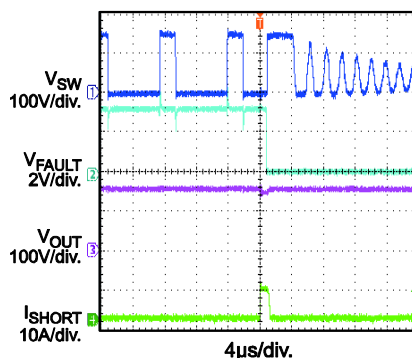 T
V_SW
100V/div.
1
V_FAULT
2V/div.
2
V_OUT
100V/div.
3
I_SHORT
10A/div.
4
4µs/div.